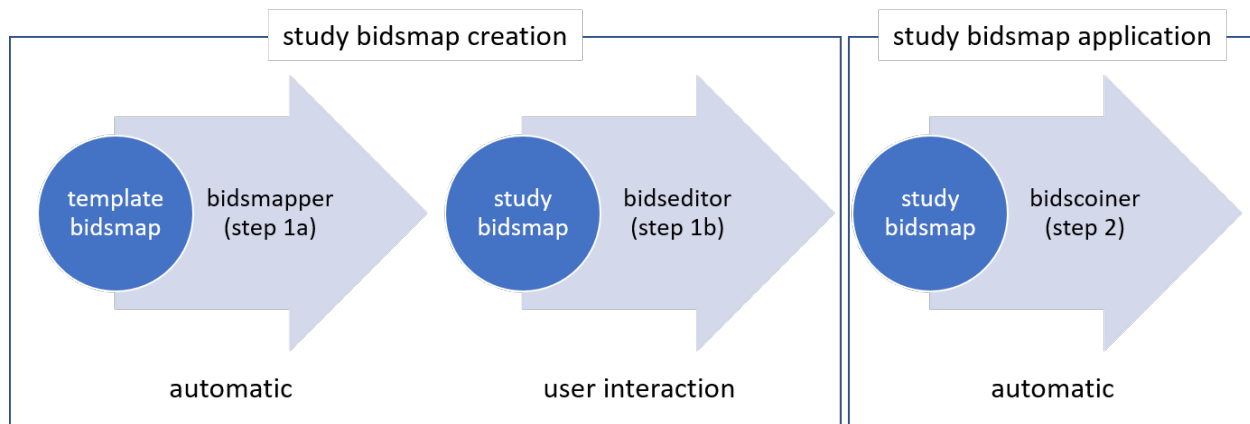 study bidsmap creation
study bidsmap application
template
bidsmap
bidsmapper
(step 1a)
study
bidsmap
bidseditor
(step 1b)
study
bidsmap
bidscoiner
(step 2)
automatic
user interaction
automatic